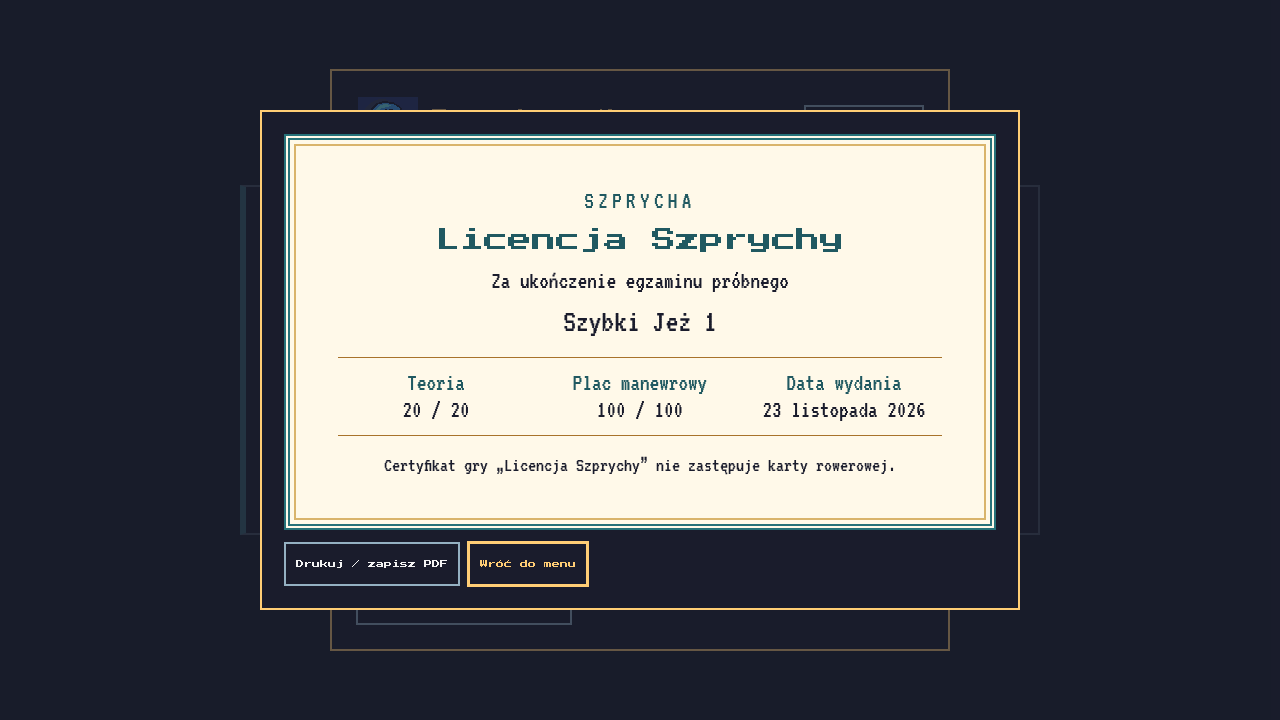 SZPRYCHA
Licencja Szprychy
Za ukończenie egzaminu próbnego
Szybki Jeż 1
Teoria
20 / 20
Plac manewrowy
100 / 100
Data wydania
23 listopada 2026
Certyfikat gry „Licencja Szprychy” nie zastępuje karty rowerowej.
Drukuj / zapisz PDF
Wróć do menu